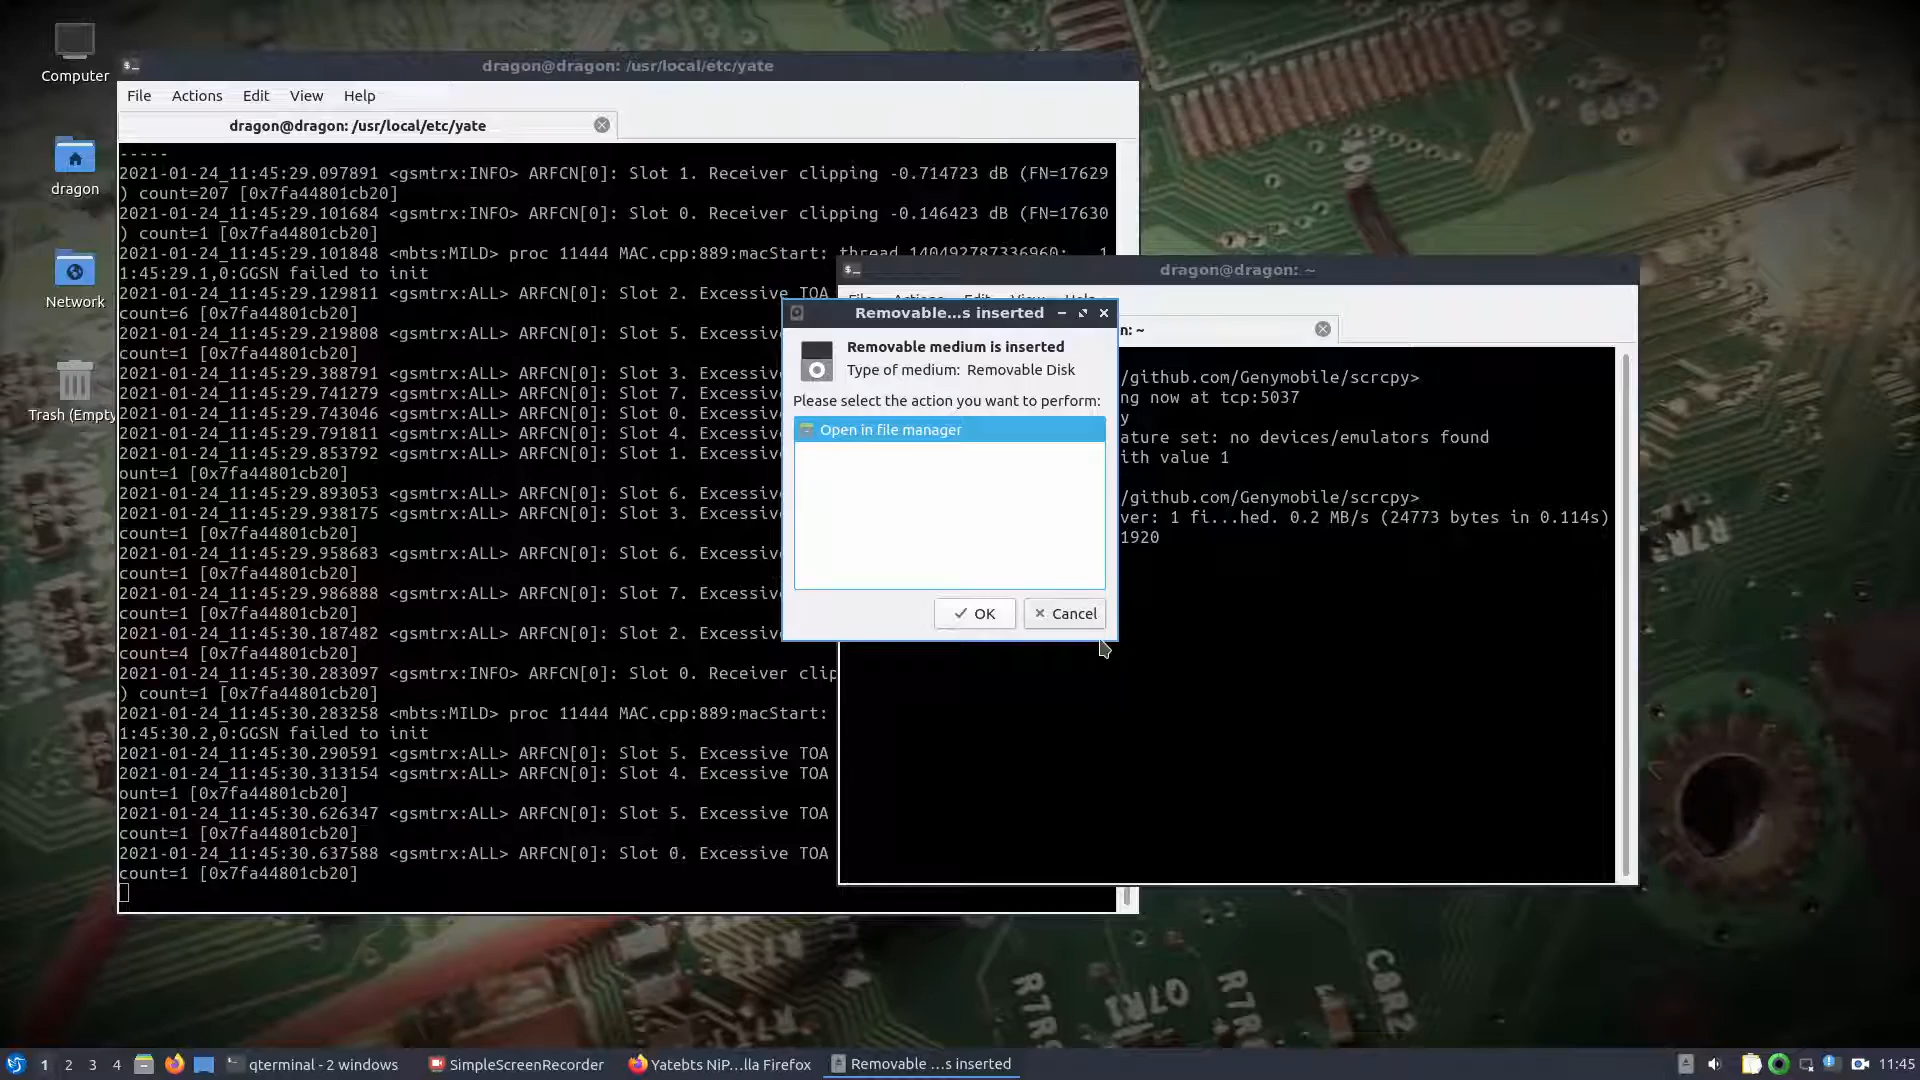 Computer
dragon
Network
Trash (Empty
dragon@dragon: /usr/local/etc/yate
File Actions Edit View Help
dragon@dragon: /usr/local/etc/yate
-----
2021-01-24_11:45:29.097891 <gsmtrx:INFO> ARFCN[0]: Slot 1. Receiver clipping -0.714723 dB (FN=17629
) count=207 [0x7fa44801cb20]
2021-01-24_11:45:29.101684 <gsmtrx:INFO> ARFCN[0]: Slot 0. Receiver clipping -0.146423 dB (FN=17630
) count=1 [0x7fa44801cb20]
2021-01-24_11:45:29.101848 <mbts:MILD> proc 11444 MAC.cpp:889:macStart: thread 140492787336960: 1
1:45:29.1,0:GGSN failed to init
2021-01-24_11:45:29.129811 <gsmtrx:ALL> ARFCN[0]: Slot 2. Excessive TOA
count=6 [0x7fa44801cb20]
2021-01-24_11:45:29.219808 <gsmtrx:ALL> ARFCN[0]: Slot 5. Excessive
count=1 [0x7fa44801cb20]
2021-01-24_11:45:29.388791 <gsmtrx:ALL> ARFCN[0]: Slot 3. Excessive
2021-01-24_11:45:29.741279 <gsmtrx:ALL> ARFCN[0]: Slot 7. Excessive
2021-01-24_11:45:29.743046 <gsmtrx:ALL> ARFCN[0]: Slot 0. Excessive
2021-01-24_11:45:29.791811 <gsmtrx:ALL> ARFCN[0]: Slot 4. Excessive
2021-01-24_11:45:29.853792 <gsmtrx:ALL> ARFCN[0]: Slot 1. Excessive
ount=1 [0x7fa44801cb20]
2021-01-24_11:45:29.893053 <gsmtrx:ALL> ARFCN[0]: Slot 6. Excessive
2021-01-24_11:45:29.938175 <gsmtrx:ALL> ARFCN[0]: Slot 3. Excessive
count=1 [0x7fa44801cb20]
2021-01-24_11:45:29.958683 <gsmtrx:ALL> ARFCN[0]: Slot 6. Excessive
count=1 [0x7fa44801cb20]
2021-01-24_11:45:29.986888 <gsmtrx:ALL> ARFCN[0]: Slot 7. Excessive
count=1 [0x7fa44801cb20]
2021-01-24_11:45:30.187482 <gsmtrx:ALL> ARFCN[0]: Slot 2. Excessive
count=4 [0x7fa44801cb20]
2021-01-24_11:45:30.283097 <gsmtrx:INFO> ARFCN[0]: Slot 0. Receiver clip
) count=1 [0x7fa44801cb20]
2021-01-24_11:45:30.283258 <mbts:MILD> proc 11444 MAC.cpp:889:macStart:
1:45:30.2,0:GGSN failed to init
2021-01-24_11:45:30.290591 <gsmtrx:ALL> ARFCN[0]: Slot 5. Excessive TOA
2021-01-24_11:45:30.313154 <gsmtrx:ALL> ARFCN[0]: Slot 4. Excessive TOA
ount=1 [0x7fa44801cb20]
2021-01-24_11:45:30.626347 <gsmtrx:ALL> ARFCN[0]: Slot 5. Excessive TOA
count=1 [0x7fa44801cb20]
2021-01-24_11:45:30.637588 <gsmtrx:ALL> ARFCN[0]: Slot 0. Excessive TOA
count=1 [0x7fa44801cb20]
dragon@dragon: ~
File Actions Edit View Help
n: ~
/github.com/Genymobile/scrcpy>
ng now at tcp:5037
y
ature set: no devices/emulators found
ith value 1
/github.com/Genymobile/scrcpy>
ver: 1 fi...hed. 0.2 MB/s (24773 bytes in 0.114s)
1920
Removable...s inserted
Removable medium is inserted
Type of medium: Removable Disk
Please select the action you want to perform:
Open in file manager
OK
Cancel
R7R
Q7R1
R7R
C8R2
1 2 3 4
qterminal - 2 windows
SimpleScreenRecorder
Yatebts NiP...lla Firefox
Removable ...s inserted
11:45